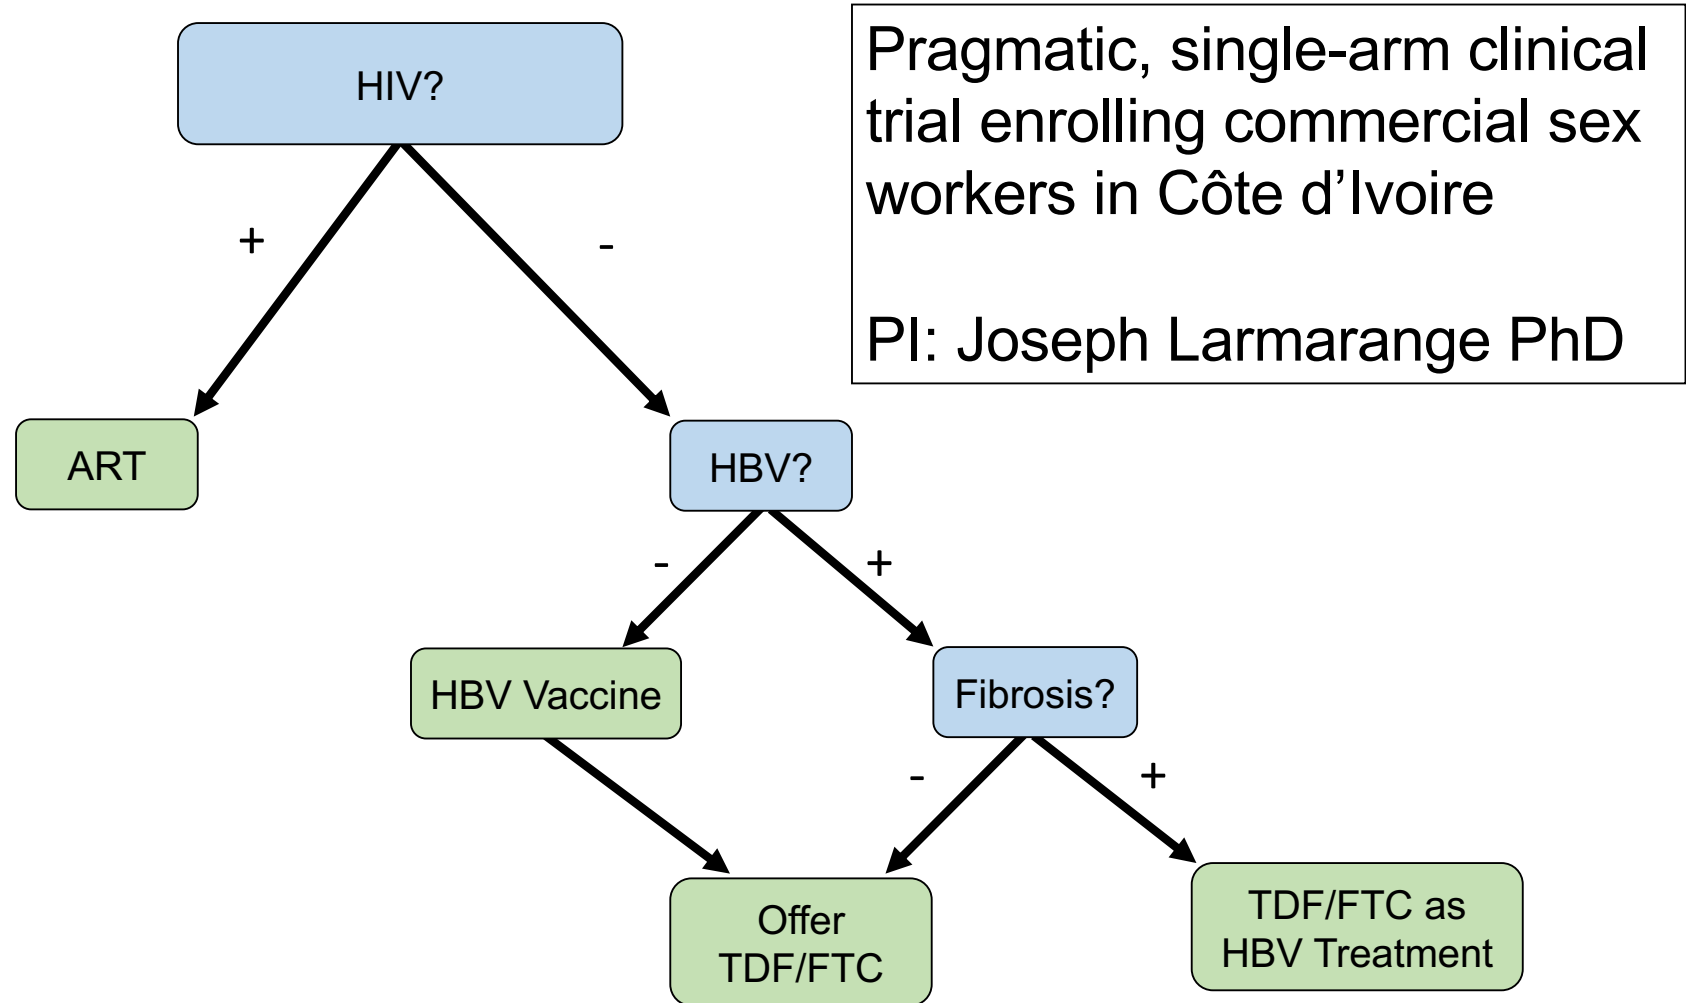 HIV?
Pragmatic, single-arm clinical
trial enrolling commercial sex
workers in Côte d’Ivoire
PI: Joseph Larmarange PhD
+
-
ART
HBV?
-
+
HBV Vaccine
Fibrosis?
-
+
Offer
TDF/FTC
TDF/FTC as
HBV Treatment